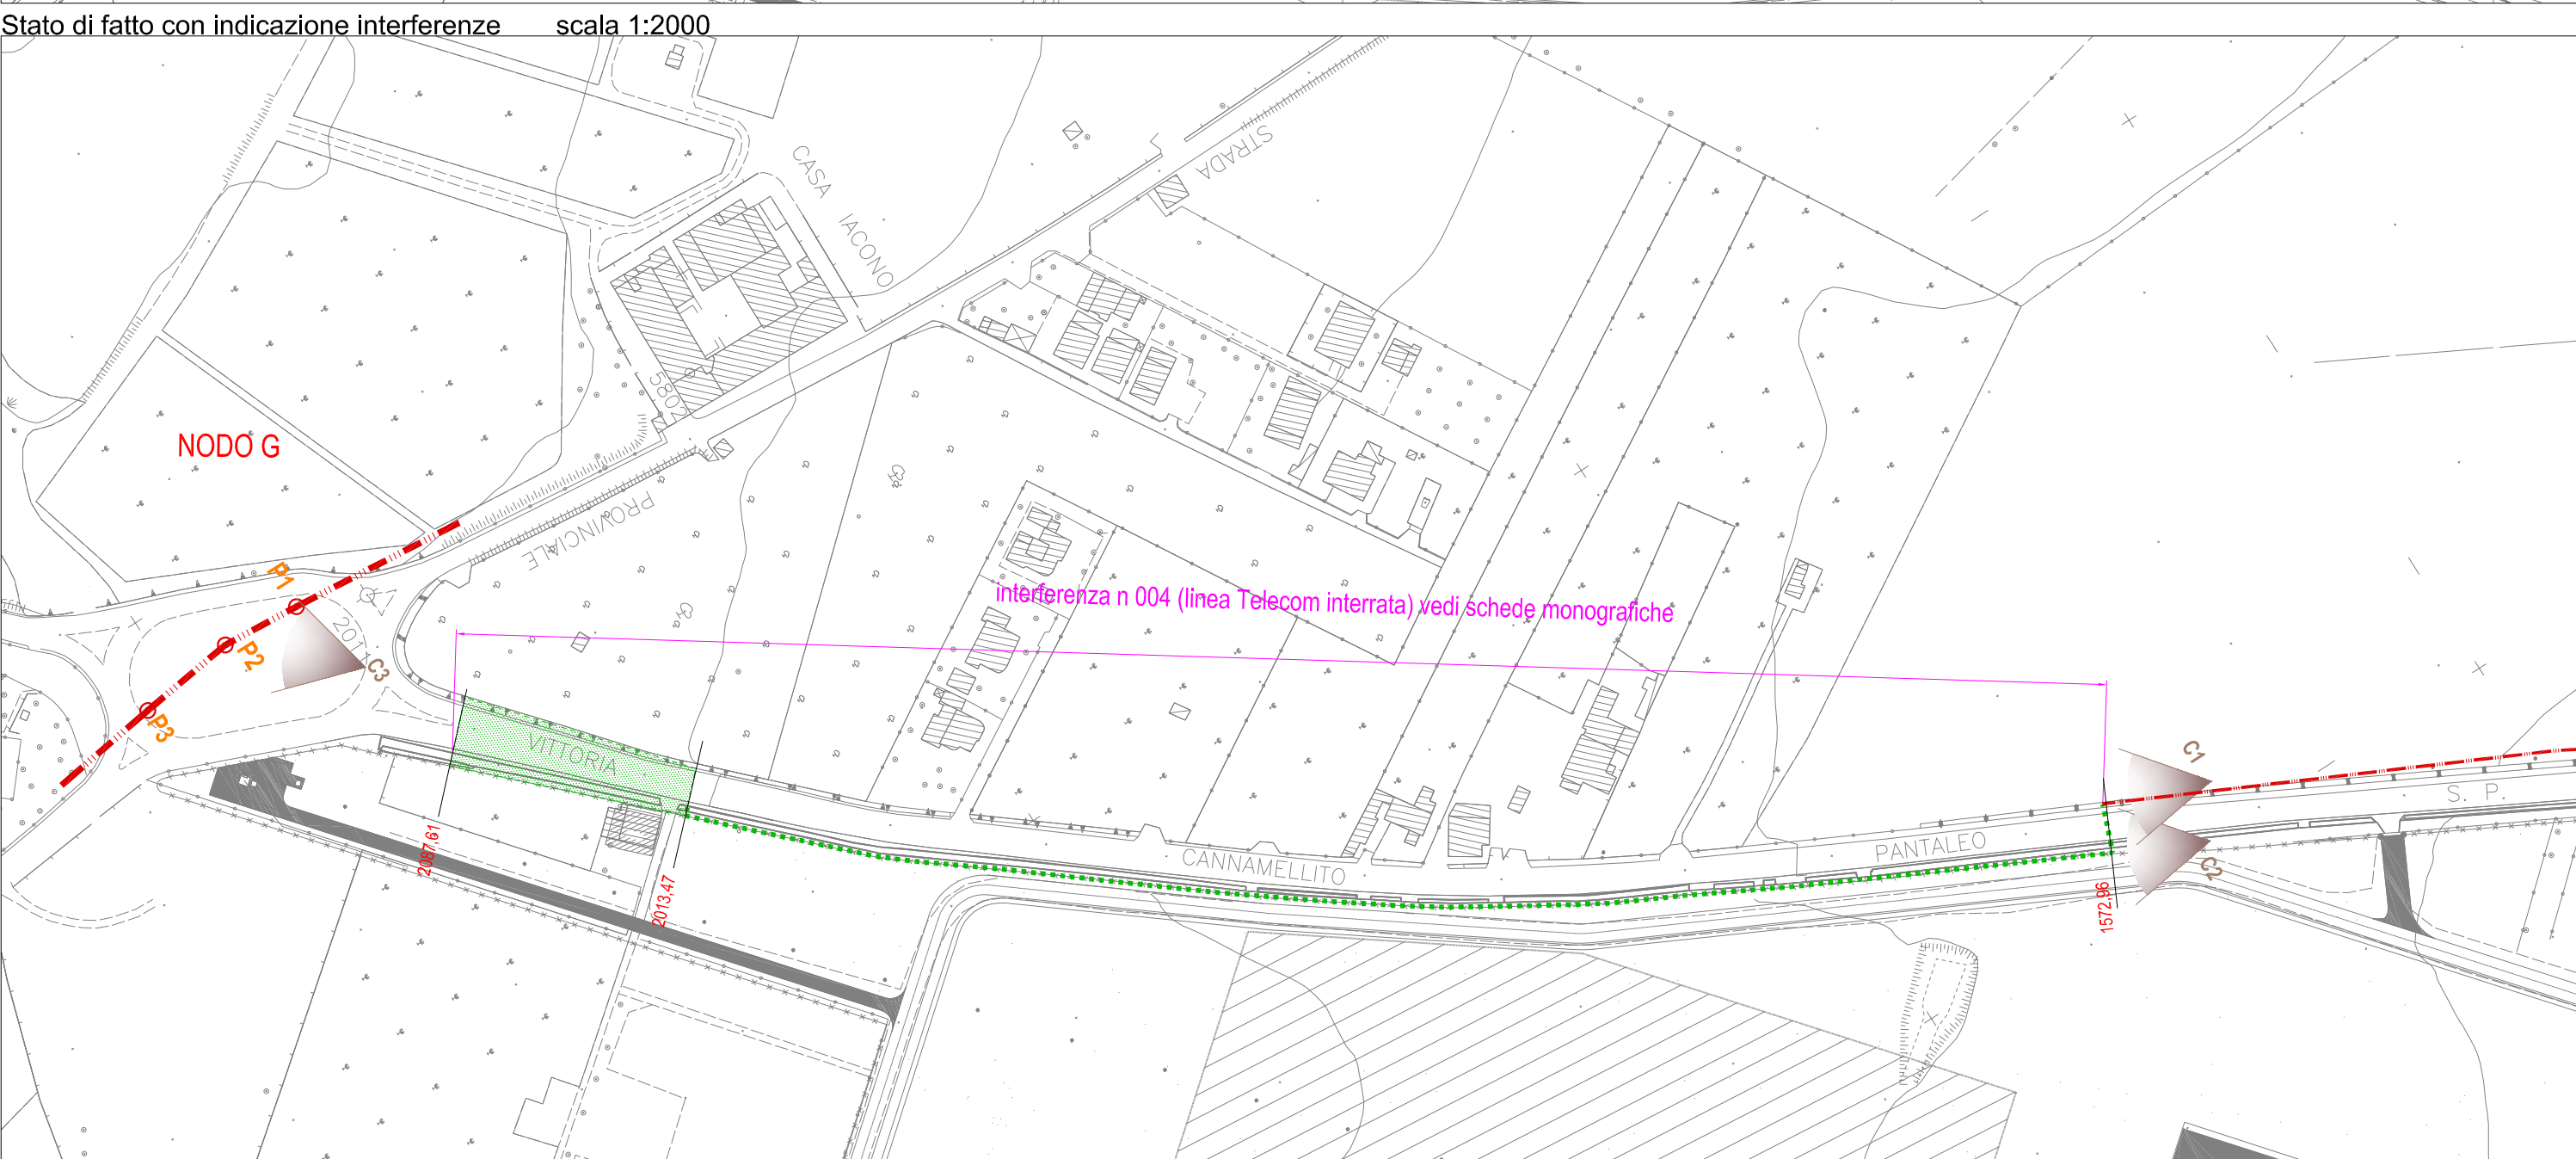 Stato di fatto con indicazione interferenze scala 1:2000
STRADA
CASA IACONO
5802
NODO G
PROVINCIALE
P1
interferenza n 004 (linea Telecom interrata) vedi schede monografiche
P2
C3
P3
VITTORIA
C1
S. P.
2087,61
CANNAMELLITO
PANTALEO
C2
2013,47
1572,96